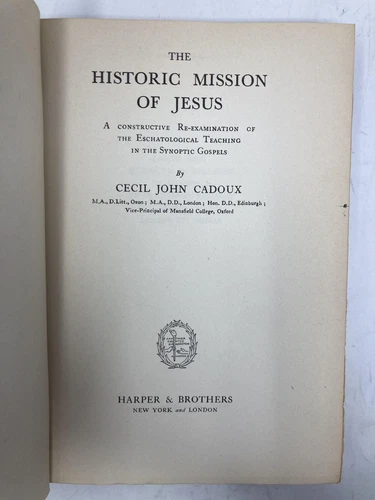 THE
HISTORIC MISSION
OF JESUS
A CONSTRUCTIVE RE-EXAMINATION OF
THE ESCHATOLOGICAL TEACHING
IN THE SYNOPTIC GOSPELS
By
CECIL JOHN CADOUX
M.A., D.Litt., Oxon; M.A., D.D., London; Hon. D.D., Edinburgh;
Vice-Principal of Mansfield College, Oxford
HARPER & BROTHERS
NEW YORK and LONDON